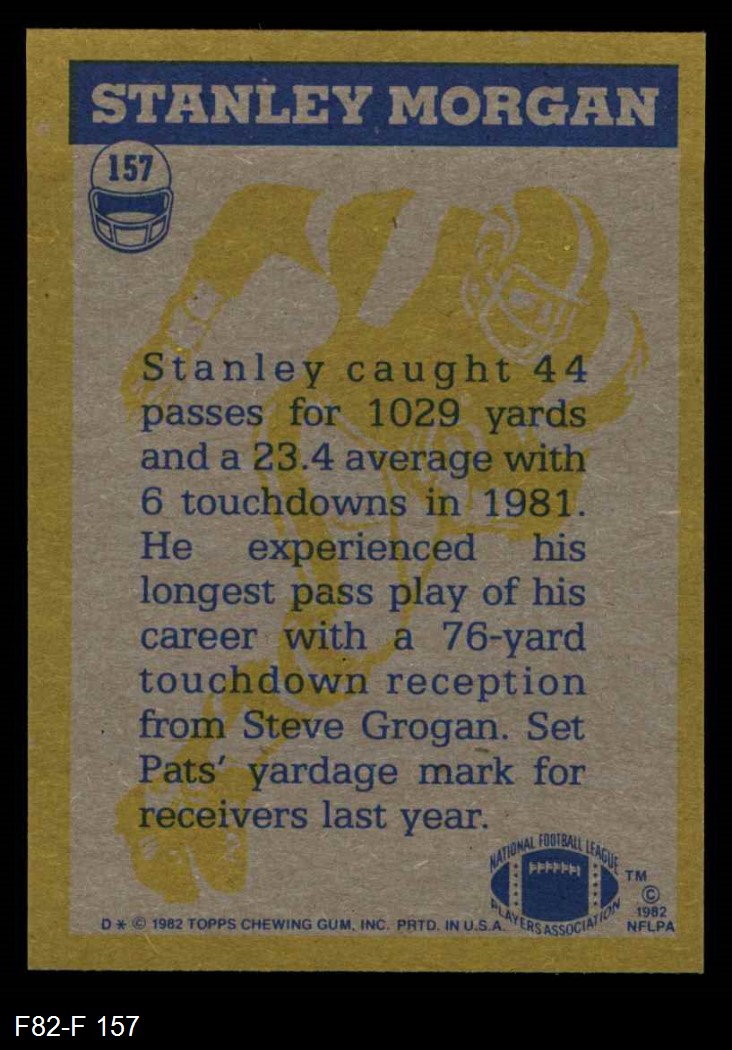 STANLEY MORGAN
157
Stanley caught 44
passes for 1029 yards
and a 23.4 average with
6 touchdowns in 1981.
He experienced his
longest pass play of his
career with a 76-yard
touchdown reception
from Steve Grogan. Set
Pats' yardage mark for
receivers last year.
NATIONAL FOOTBALL LEAGUE
PLAYERS ASSOCIATION
TM
©
1982
NFLPA
D * © 1982 TOPPS CHEWING GUM, INC. PRTD. IN U.S.A.
F82-F 157